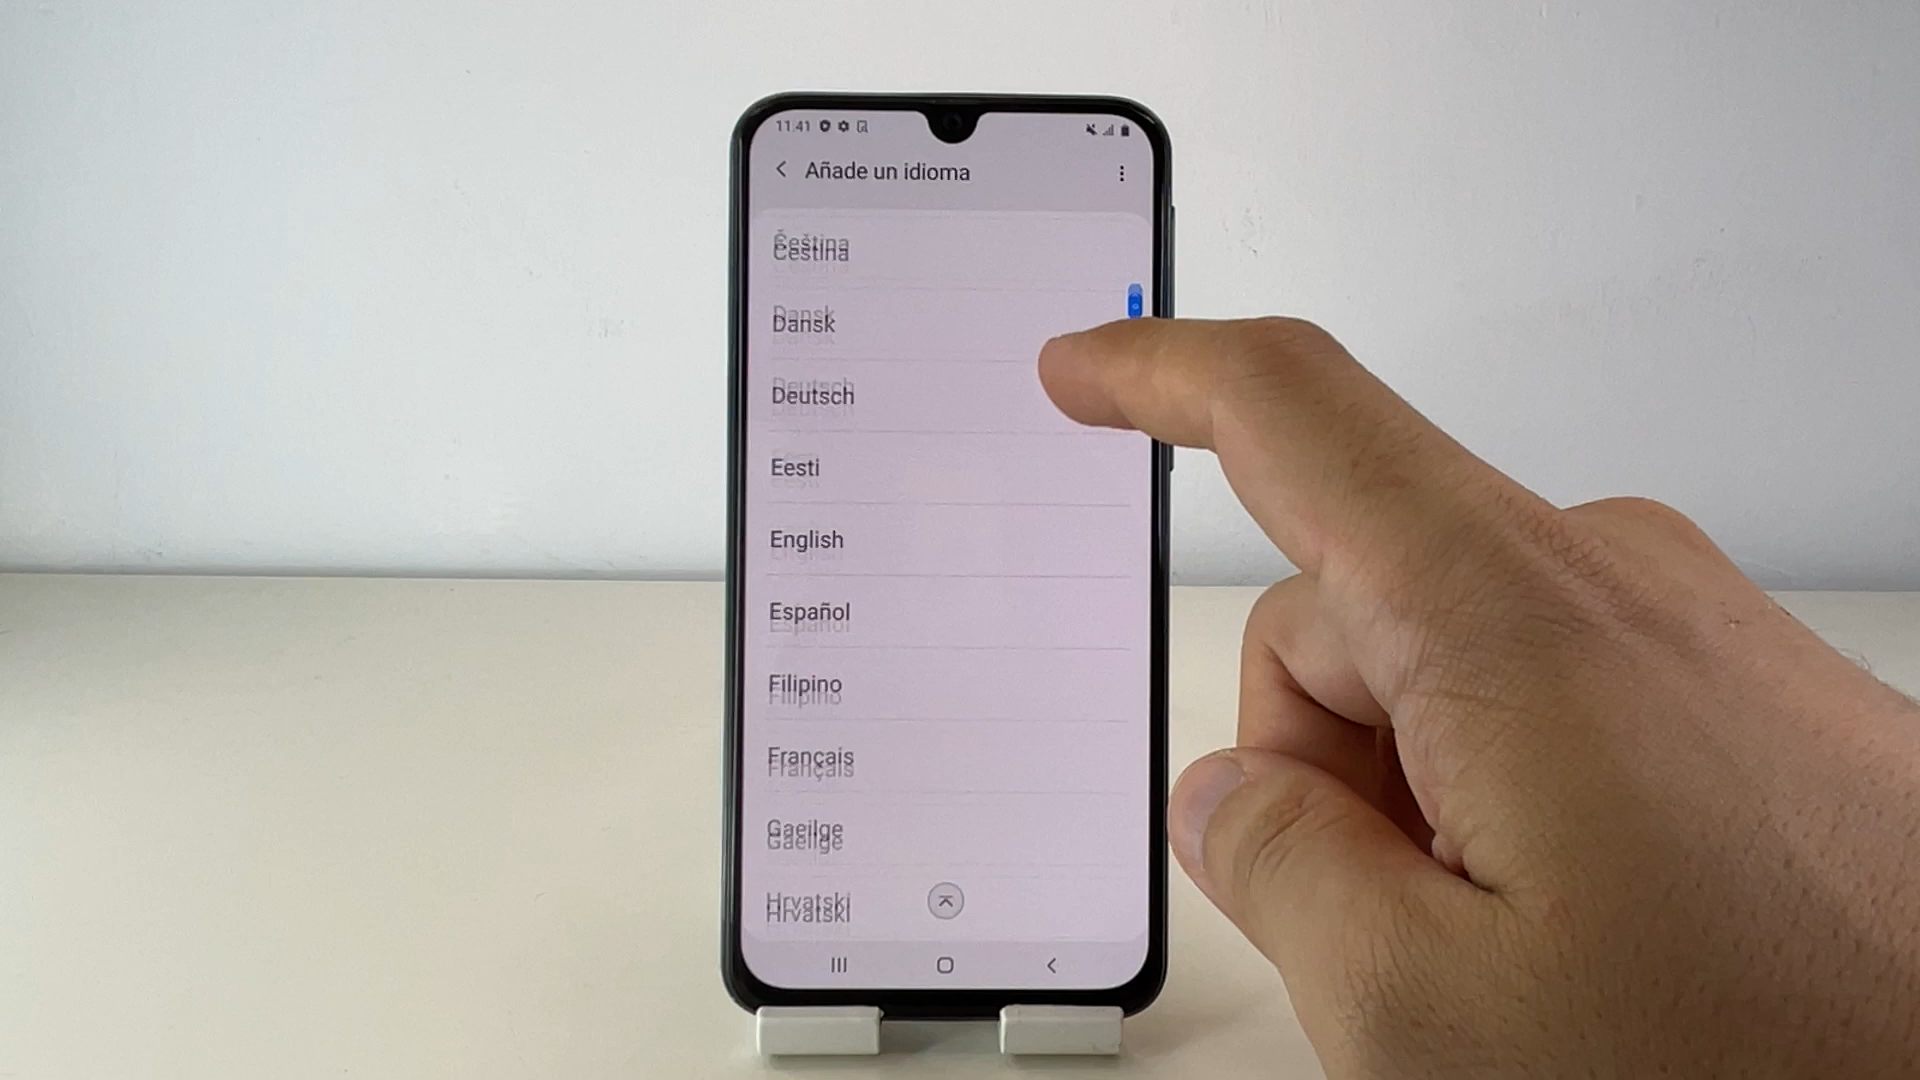 11:41
Añade un idioma
Čeština
Dansk
Deutsch
Eesti
English
Español
Filipino
Français
Gaeilge
Hrvatski